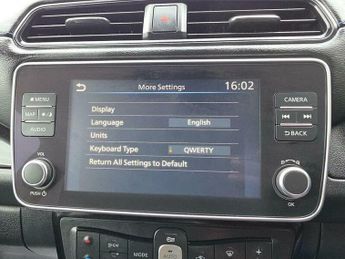 More Settings
16:02
MENU
MAP
AUDIO
VOL
PUSH
Display
Language English
Units
Keyboard Type QWERTY
Return All Settings to Default
CAMERA
BACK
OK
MODE